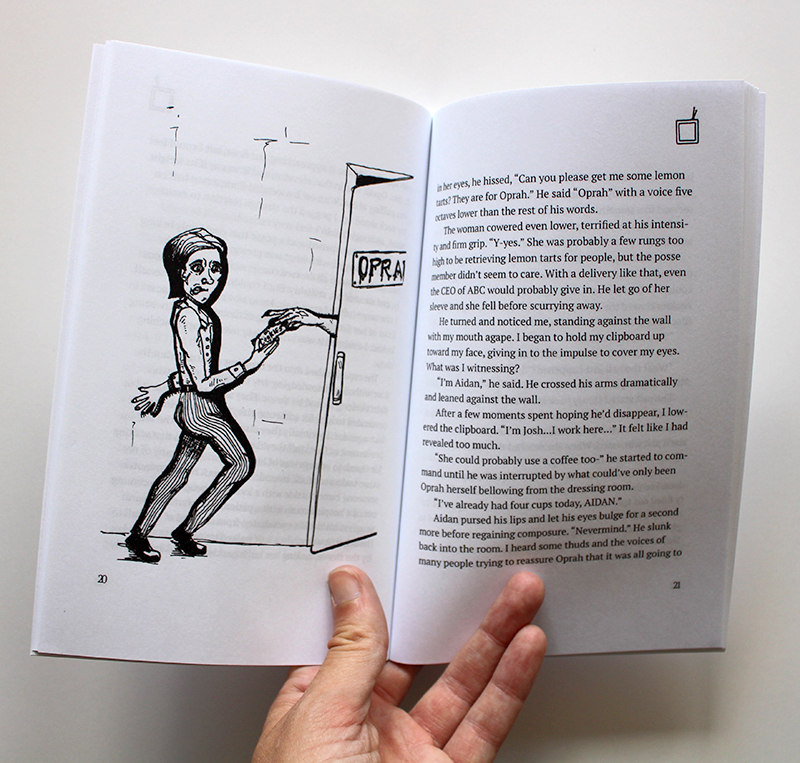 OPRA
20
in her eyes, he hissed, “Can you please get me some lemon
tarts? They are for Oprah.” He said “Oprah” with a voice five
octaves lower than the rest of his words.
The woman cowered even lower, terrified at his intensi-
ty and firm grip. “Y-yes.” She was probably a few rungs too
high to be retrieving lemon tarts for people, but the posse
member didn’t seem to care. With a delivery like that, even
the CEO of ABC would probably give in. He let go of her
sleeve and she fell before scurrying away.
He turned and noticed me, standing against the wall
with my mouth agape. I began to hold my clipboard up
toward my face, giving in to the impulse to cover my eyes.
What was I witnessing?
“I’m Aidan,” he said. He crossed his arms dramatically
and leaned against the wall.
After a few moments spent hoping he’d disappear, I low-
ered the clipboard. “I’m Josh...I work here...” It felt like I had
revealed too much.
“She could probably use a coffee too-” he started to com-
mand until he was interrupted by what could’ve only been
Oprah herself bellowing from the dressing room.
“I’ve already had four cups today, AIDAN.”
Aidan pursed his lips and let his eyes bulge for a second
more before regaining composure. “Nevermind.” He slunk
back into the room. I heard some thuds and the voices of
many people trying to reassure Oprah that it was all going to
21